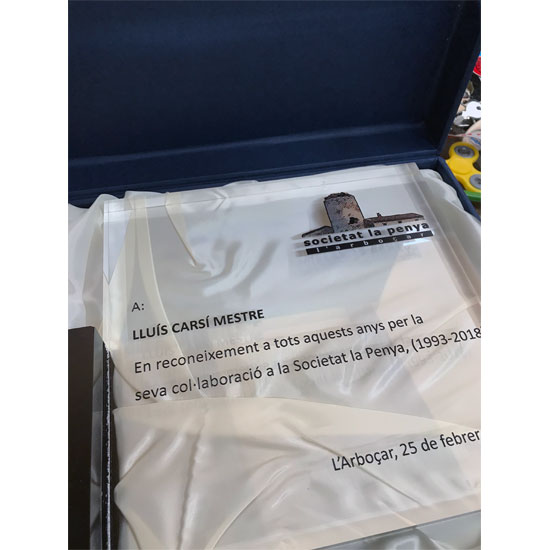 societat la penya
l'arboçar
A:
LLUÍS CARSÍ MESTRE
En reconeixement a tots aquests anys per la
seva col·laboració a la Societat la Penya, (1993-2018
L'Arboçar, 25 de febrer